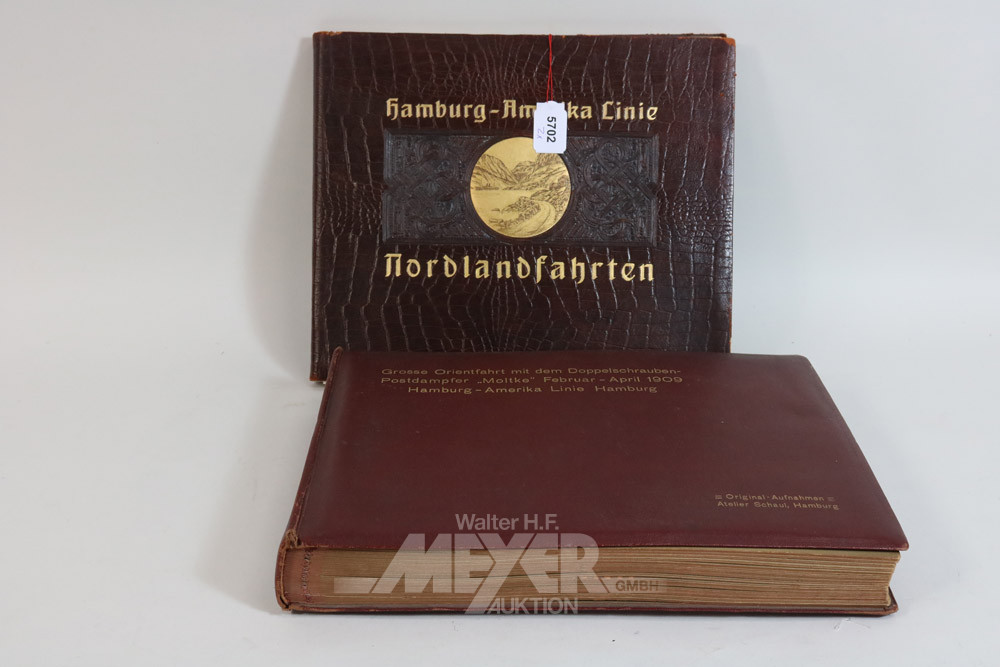 Hamburg-Amerika Linie
5702
2x
Nordlandfahrten
Grosse Orientfahrt mit dem Doppelschrauben-
Postdampfer „Moltke" Februar-April 1909
Hamburg-Amerika Linie Hamburg
= Original-Aufnahmen =
Atelier Schaul, Hamburg
Walter H.F.
MEYER
GMBH
AUKTION